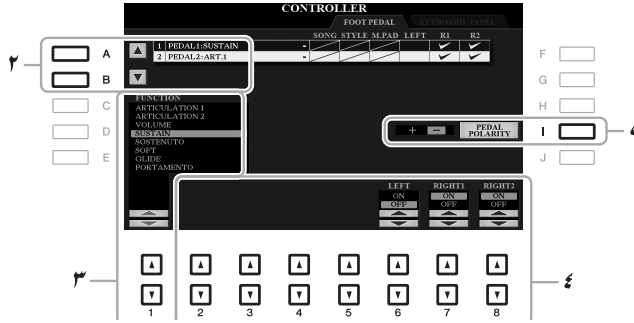 CONTROLLER
FOOT PEDAL KEYBOARD/PANEL
SONG STYLE M.PAD LEFT R1 R2
1 PEDAL1:SUSTAIN -
2 PEDAL2:ART.1 -
٢
A
B
C
D
E
F
G
H
I
J
FUNCTION
ARTICULATION 1
ARTICULATION 2
VOLUME
SUSTAIN
SOSTENUTO
SOFT
GLIDE
PORTAMENTO
+ - PEDAL POLARITY
LEFT RIGHT1 RIGHT2
ON ON ON
OFF OFF OFF
٣
٤
1 2 3 4 5 6 7 8